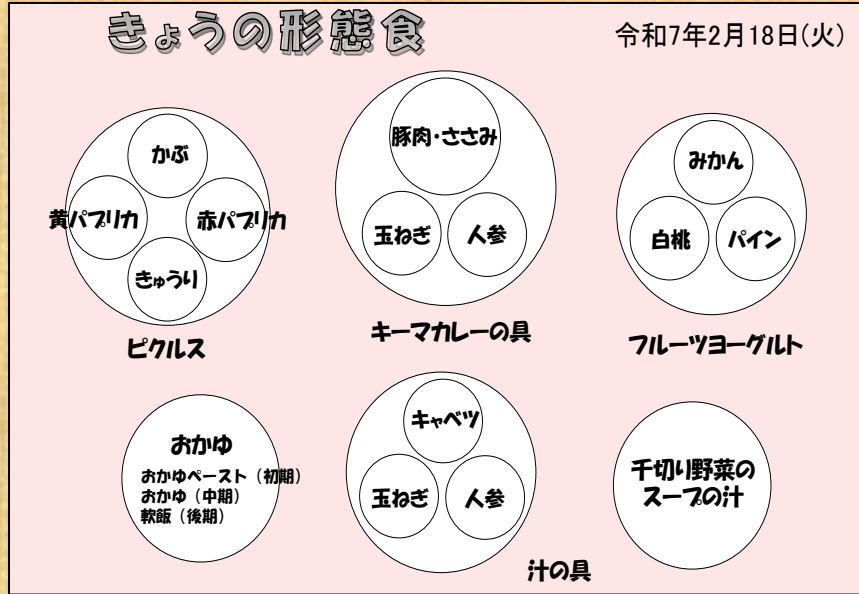 きょうの形態食
令和7年2月18日(火)
かぶ
黄パプリカ
赤パプリカ
きゅうり
ピクルス
豚肉・ささみ
玉ねぎ
人参
キーマカレーの具
みかん
白桃
パイン
フルーツヨーグルト
おかゆ
おかゆペースト（初期）
おかゆ（中期）
軟飯（後期）
キャベツ
玉ねぎ
人参
汁の具
千切り野菜の
スープの汁